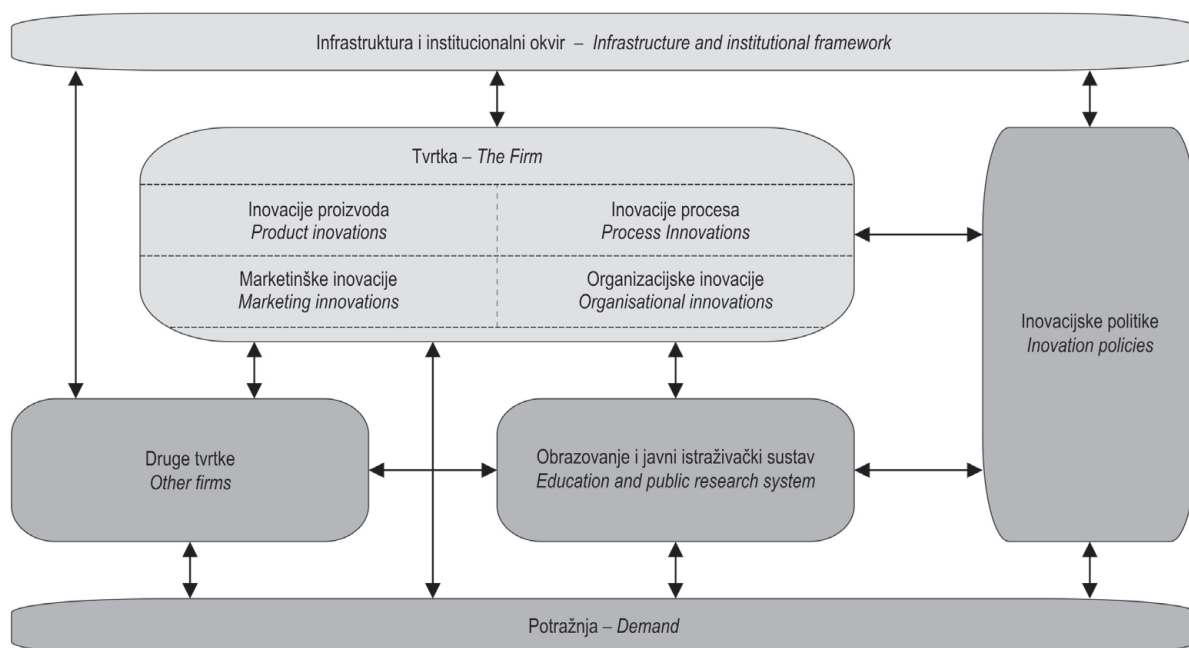 Infrastruktura i institucionalni okvir – Infrastructure and institutional framework
Tvrtka – The Firm
Inovacije proizvoda
Product inovations
Inovacije procesa
Process Innovations
Marketinške inovacije
Marketing innovations
Organizacijske inovacije
Organisational innovations
Inovacijske politike
Inovation policies
Druge tvrtke
Other firms
Obrazovanje i javni istraživački sustav
Education and public research system
Potražnja – Demand